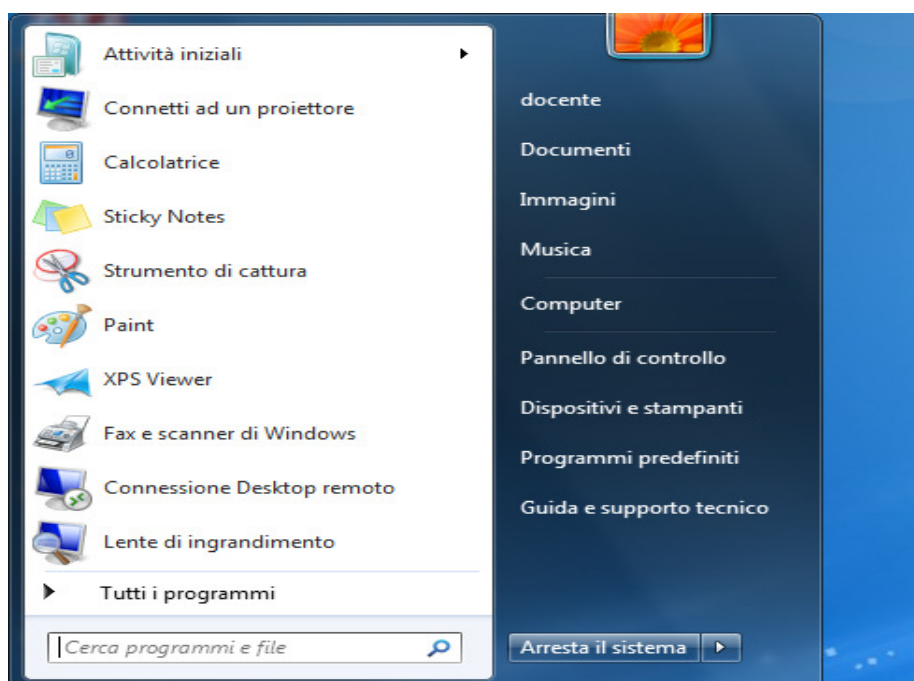 Attività iniziali
Connetti ad un proiettore
Calcolatrice
Sticky Notes
Strumento di cattura
Paint
XPS Viewer
Fax e scanner di Windows
Connessione Desktop remoto
Lente di ingrandimento
Tutti i programmi
Cerca programmi e file
docente
Documenti
Immagini
Musica
Computer
Pannello di controllo
Dispositivi e stampanti
Programmi predefiniti
Guida e supporto tecnico
Arresta il sistema